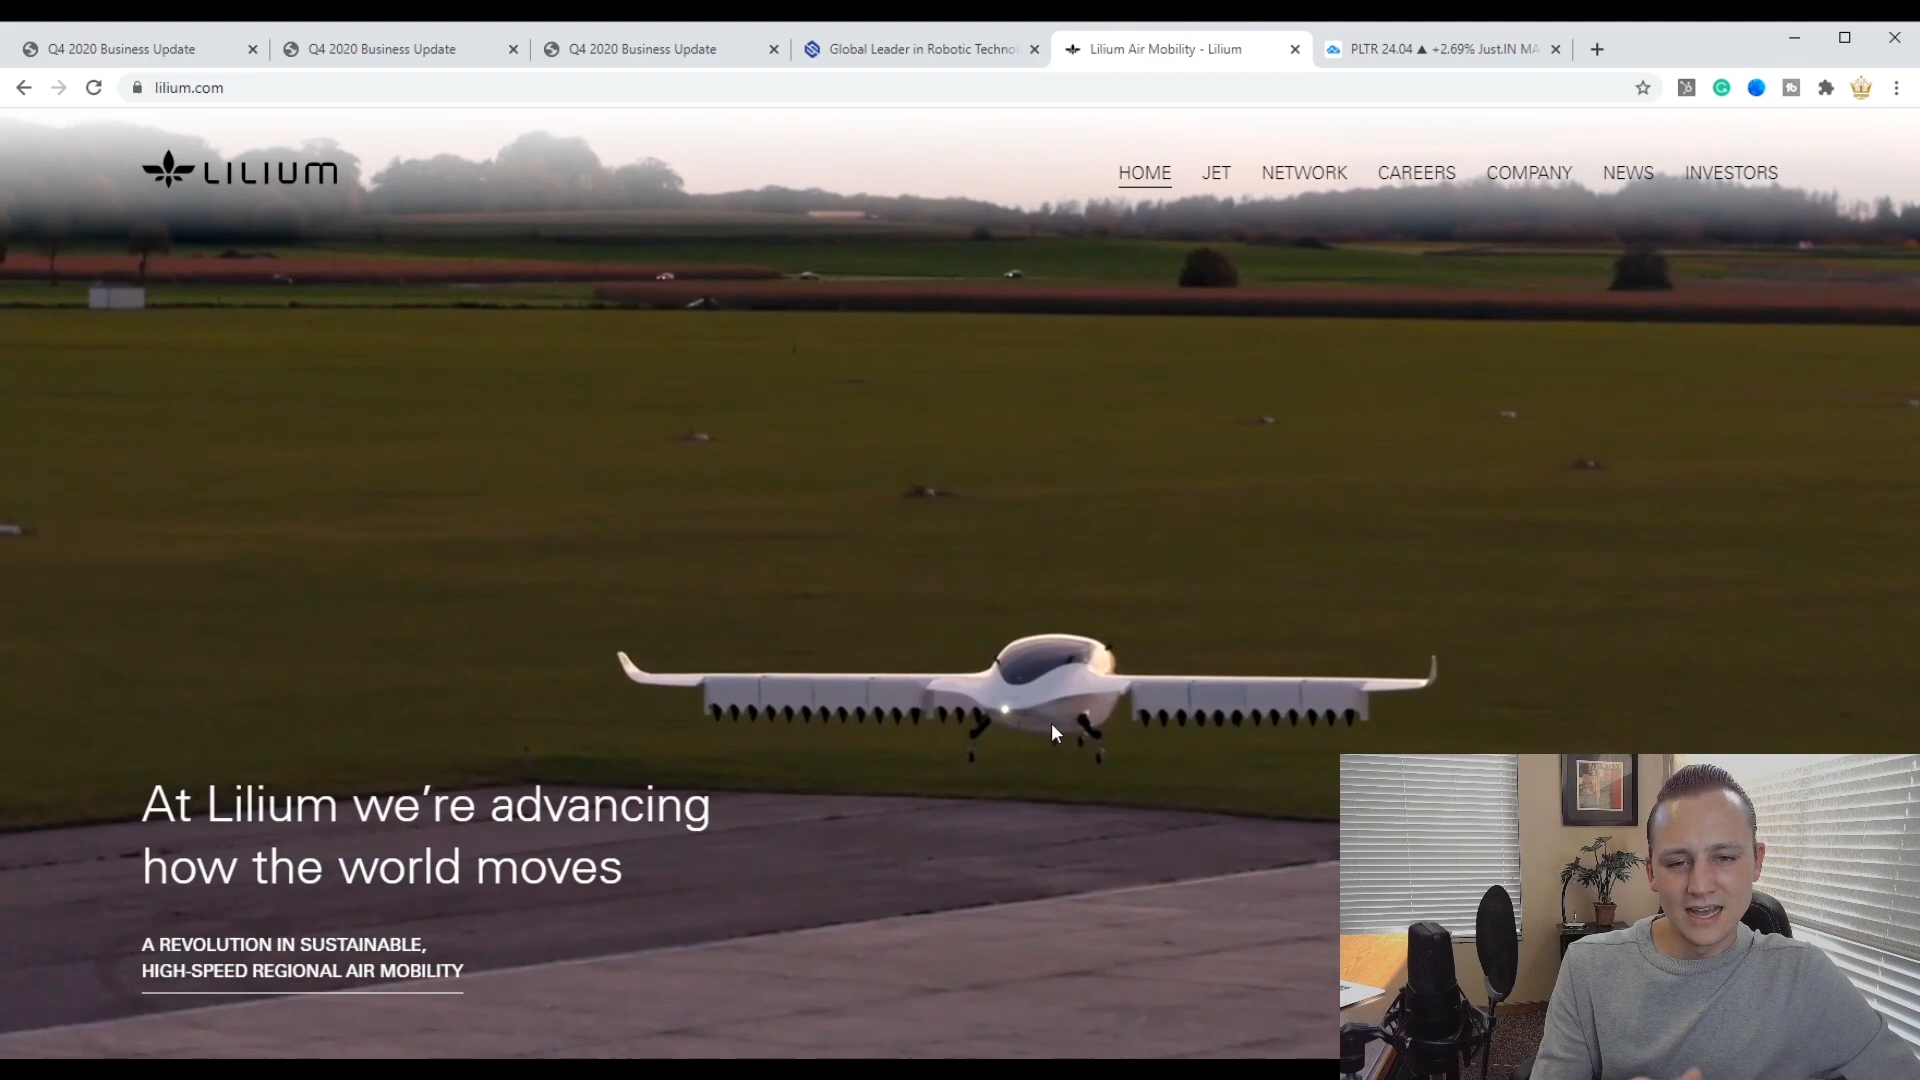 Q4 2020 Business Update
Q4 2020 Business Update
Q4 2020 Business Update
Global Leader in Robotic Technol
Lilium Air Mobility - Lilium
PLTR 24.04 ▲ +2.69% Just.IN MA
lilium.com
LILIUM
HOME
JET
NETWORK
CAREERS
COMPANY
NEWS
INVESTORS
At Lilium we’re advancing
how the world moves
A REVOLUTION IN SUSTAINABLE,
HIGH-SPEED REGIONAL AIR MOBILITY